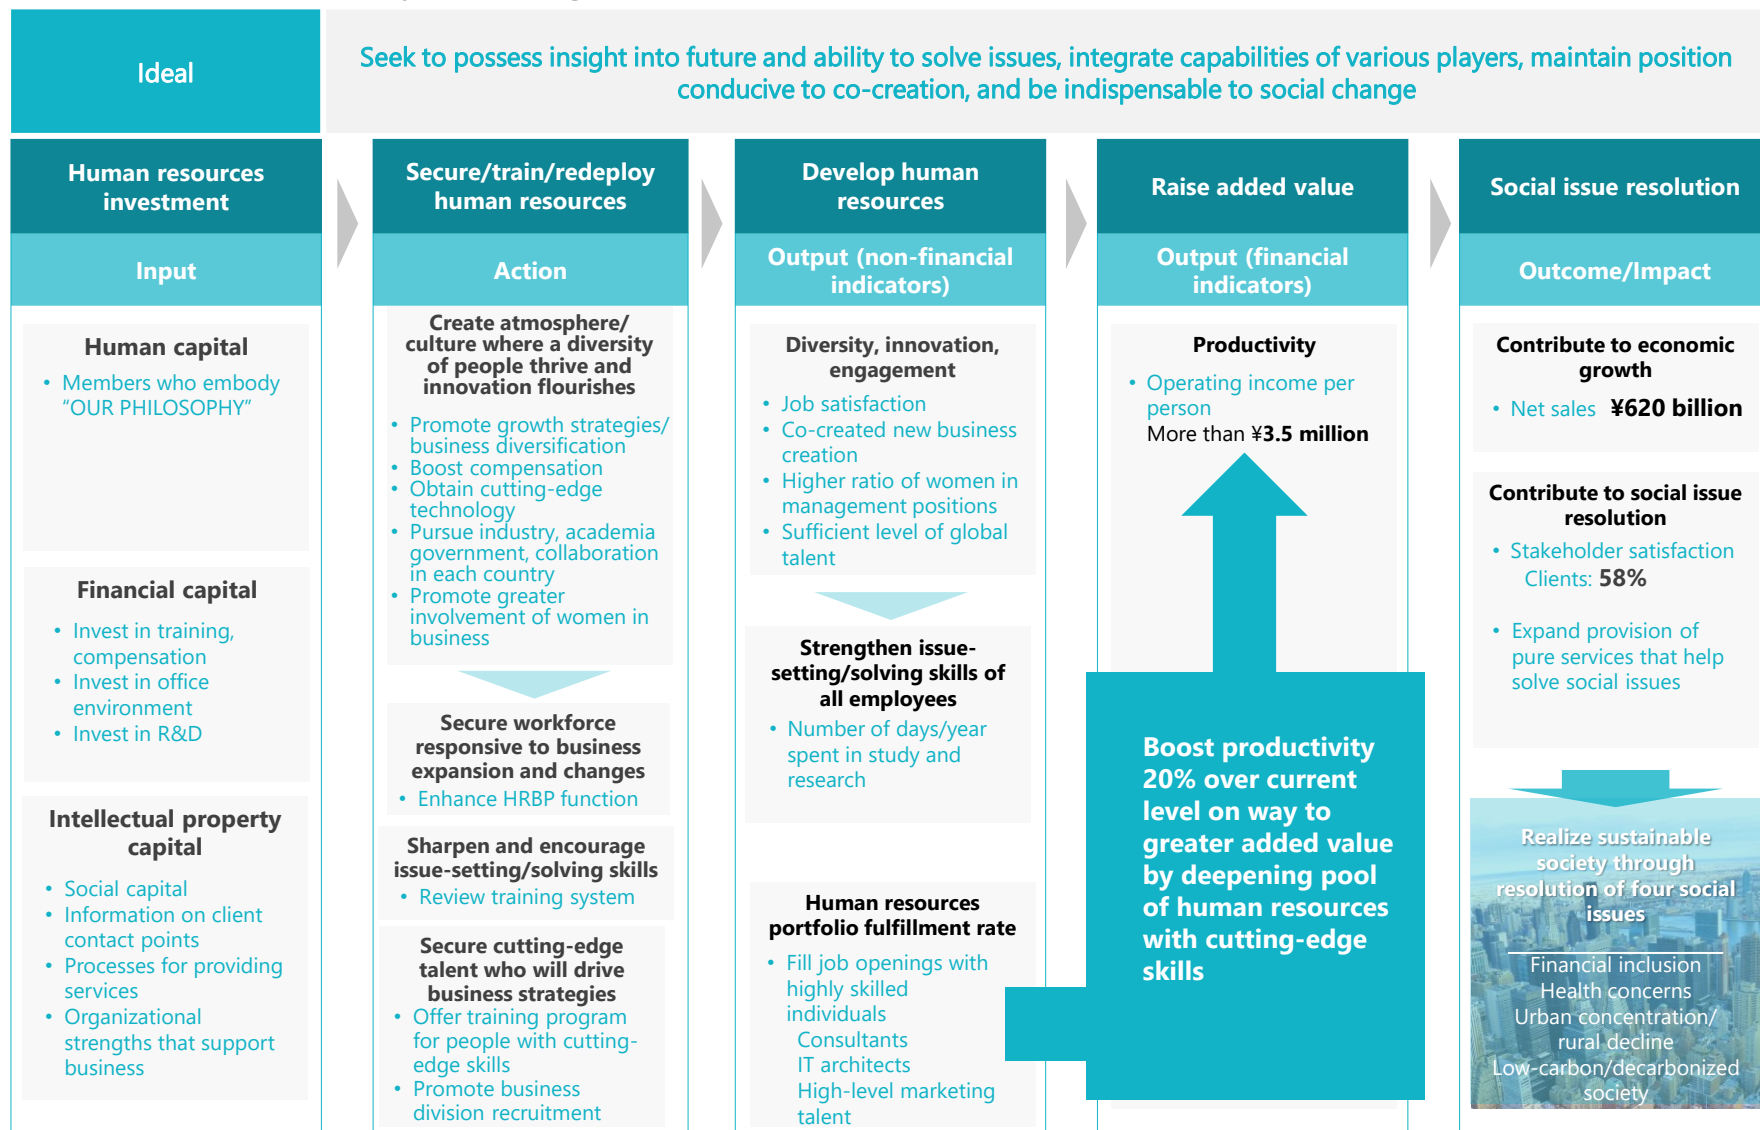 Ideal
Seek to possess insight into future and ability to solve issues, integrate capabilities of various players, maintain position
conducive to co-creation, and be indispensable to social change
Human resources
investment
Input
Human capital
• Members who embody
“OUR PHILOSOPHY”
Financial capital
• Invest in training,
compensation
• Invest in office
environment
• Invest in R&D
Intellectual property
capital
• Social capital
• Information on client
contact points
• Processes for providing
services
• Organizational
strengths that support
business
Secure/train/redeploy
human resources
Action
Create atmosphere/
culture where a diversity
of people thrive and
innovation flourishes
• Promote growth strategies/
business diversification
• Boost compensation
• Obtain cutting-edge
technology
• Pursue industry, academia
government, collaboration
in each country
• Promote greater
involvement of women in
business
Secure workforce
responsive to business
expansion and changes
• Enhance HRBP function
Sharpen and encourage
issue-setting/solving skills
• Review training system
Secure cutting-edge
talent who will drive
business strategies
• Offer training program
for people with cutting-
edge skills
• Promote business
division recruitment
Develop human
resources
Output (non-financial
indicators)
Diversity, innovation,
engagement
• Job satisfaction
• Co-created new business
creation
• Higher ratio of women in
management positions
• Sufficient level of global
talent
Strengthen issue-
setting/solving skills of
all employees
• Number of days/year
spent in study and
research
Human resources
portfolio fulfillment rate
• Fill job openings with
highly skilled
individuals
Consultants
IT architects
High-level marketing
talent
Raise added value
Output (financial
indicators)
Productivity
• Operating income per
person
More than ¥3.5 million
Boost productivity
20% over current
level on way to
greater added value
by deepening pool
of human resources
with cutting-edge
skills
Social issue resolution
Outcome/Impact
Contribute to economic
growth
• Net sales ¥620 billion
Contribute to social issue
resolution
• Stakeholder satisfaction
Clients: 58%
• Expand provision of
pure services that help
solve social issues
Realize sustainable
society through
resolution of four social
issues
Financial inclusion
Health concerns
Urban concentration/
rural decline
Low-carbon/decarbonized
society